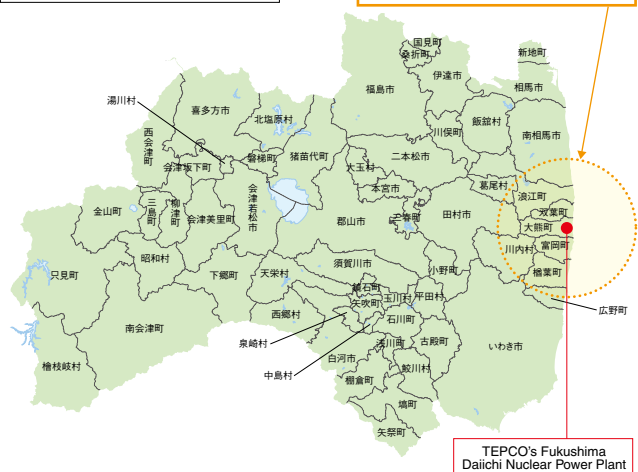 国見町
桑折町
新地町
伊達市
相馬市
福島市
湯川村
喜多方市
北塩原村
飯舘村
川俣町
南相馬市
西会津町
会津坂下町
磐梯町
猪苗代町
大玉村
二本松市
本宮市
葛尾村
浪江町
会津若松市
双葉町
金山町
三島町
柳津町
会津美里町
郡山市
三春町
田村市
大熊町
川内村
富岡町
昭和村
只見町
下郷町
天栄村
須賀川市
小野町
楢葉町
鏡石町
矢吹町
玉川村
平田村
広野町
西郷村
石川町
南会津町
泉崎村
浅川町
古殿町
いわき市
白河市
中島村
鮫川村
檜枝岐村
棚倉町
塙町
矢祭町
TEPCO's Fukushima
Daiichi Nuclear Power Plant